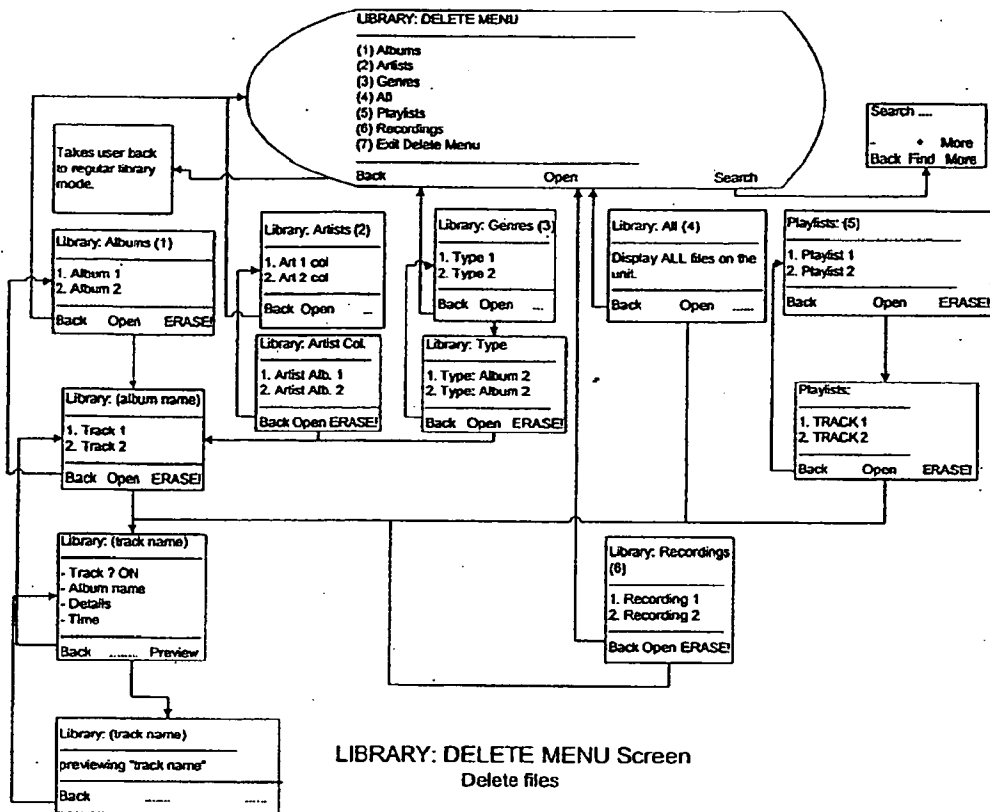 LIBRARY: DELETE MENU
(1) Albums
(2) Artists
(3) Genres
(4) All
(5) Playlists
(6) Recordings
(7) Exit Delete Menu
Back Open Search
Search ....
- + More
Back Find More
Takes user back
to regular library
mode.
Library: Albums (1)
1. Album 1
2. Album 2
Back Open ERASE!
Library: Artists (2)
1. Art 1 col
2. Art 2 col
Back Open ...
Library: Genres (3)
1. Type 1
2. Type 2
Back Open ....
Library: All (4)
Display ALL files on the
unit.
Back Open .......
Playlists: (5)
1. Playlist 1
2. Playlist 2
Back Open ERASE!
Library: Artist Col.
1. Artist Alb. 1
2. Artist Alb. 2
Back Open ERASE!
Library: Type
1. Type: Album 2
2. Type: Album 2
Back Open ERASE!
Library: (album name)
1. Track 1
2. Track 2
Back Open ERASE!
Playlists:
1. TRACK 1
2. TRACK 2
Back Open ERASE!
Library: (track name)
- Track ? ON
- Album name
- Details
- Time
Back ........ Preview
Library: Recordings
(6)
1. Recording 1
2. Recording 2
Back Open ERASE!
Library: (track name)
previewing "track name"
Back ....... ......
LIBRARY: DELETE MENU Screen
Delete files